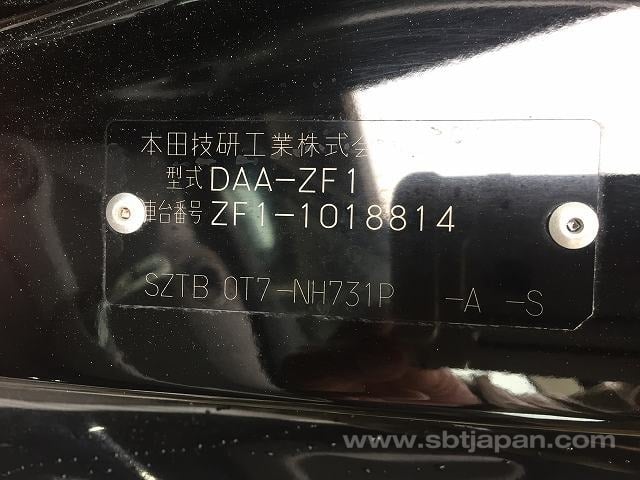 本田技研工業株式会
型式 DAA-ZF1
車台番号 ZF1-1018814
SZTB 0T7-NH731P -A -S
www.sbtjapan.com